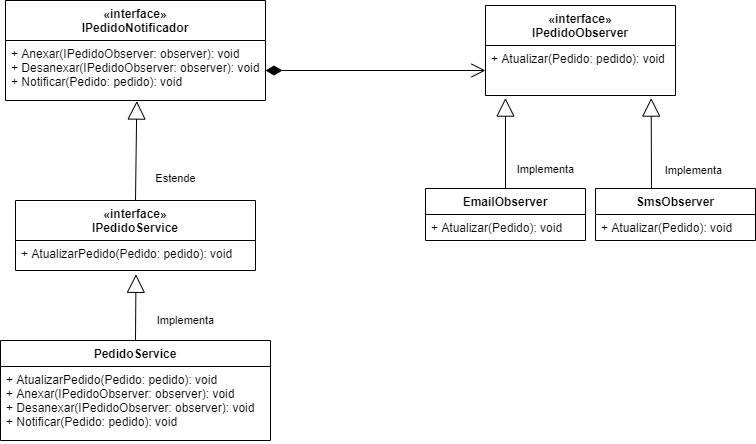 «interface»
IPedidoNotificador
+ Anexar(IPedidoObserver: observer): void
+ Desanexar(IPedidoObserver: observer): void
+ Notificar(Pedido: pedido): void
«interface»
IPedidoObserver
+ Atualizar(Pedido: pedido): void
Estende
Implementa
Implementa
«interface»
IPedidoService
+ AtualizarPedido(Pedido: pedido): void
EmailObserver
+ Atualizar(Pedido): void
SmsObserver
+ Atualizar(Pedido): void
Implementa
PedidoService
+ AtualizarPedido(Pedido: pedido): void
+ Anexar(IPedidoObserver: observer): void
+ Desanexar(IPedidoObserver: observer): void
+ Notificar(Pedido: pedido): void